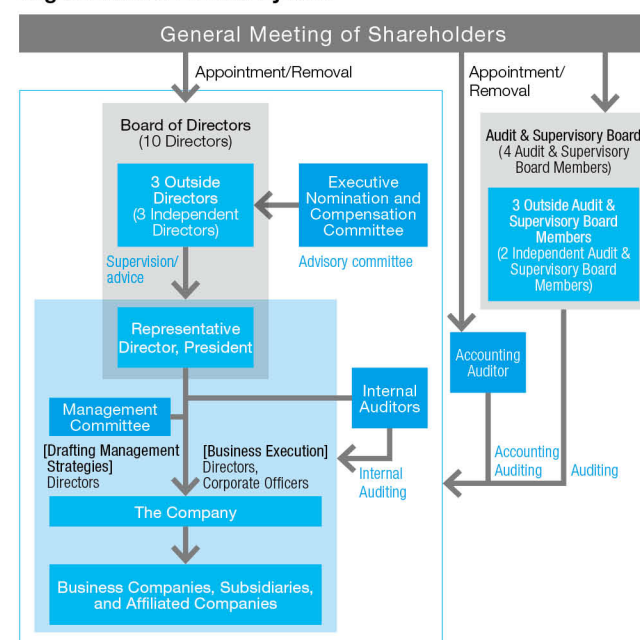 General Meeting of Shareholders
Appointment/Removal
Appointment/
Removal
Board of Directors
(10 Directors)
3 Outside
Directors
(3 Independent
Directors)
Executive
Nomination and
Compensation
Committee
Advisory committee
Supervision/
advice
Audit & Supervisory Board
(4 Audit & Supervisory
Board Members)
3 Outside Audit &
Supervisory Board
Members
(2 Independent Audit &
Supervisory Board
Members)
Representative
Director, President
Accounting
Auditor
Internal
Auditors
Management
Committee
[Drafting Management
Strategies]
Directors
[Business Execution]
Directors,
Corporate Officers
Internal
Auditing
Accounting
Auditing
Auditing
The Company
Business Companies, Subsidiaries,
and Affiliated Companies